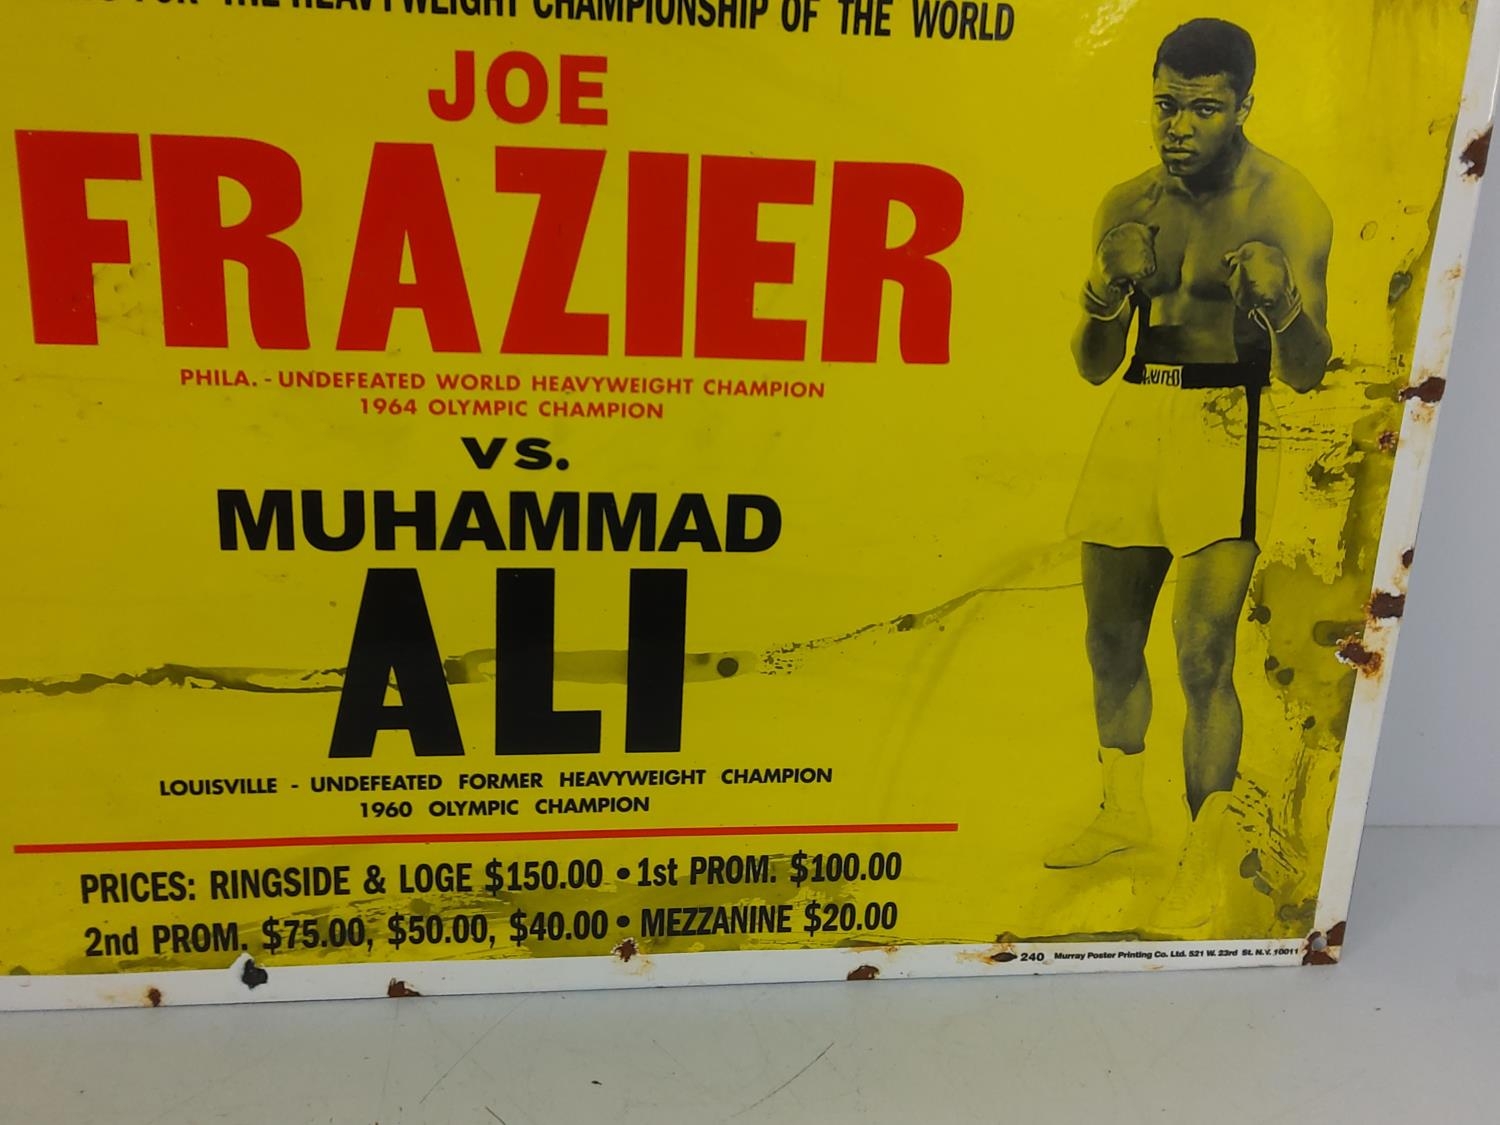 FOR THE HEAVYWEIGHT CHAMPIONSHIP OF THE WORLD
JOE
FRAZIER
PHILA. - UNDEFEATED WORLD HEAVYWEIGHT CHAMPION
1964 OLYMPIC CHAMPION
VS.
MUHAMMAD
ALI
LOUISVILLE - UNDEFEATED FORMER HEAVYWEIGHT CHAMPION
1960 OLYMPIC CHAMPION
PRICES: RINGSIDE & LOGE $150.00 • 1st PROM. $100.00
2nd PROM. $75.00, $50.00, $40.00 • MEZZANINE $20.00
240 Murray Poster Printing Co. Ltd. 521 W. 23rd St. N.Y. 10011